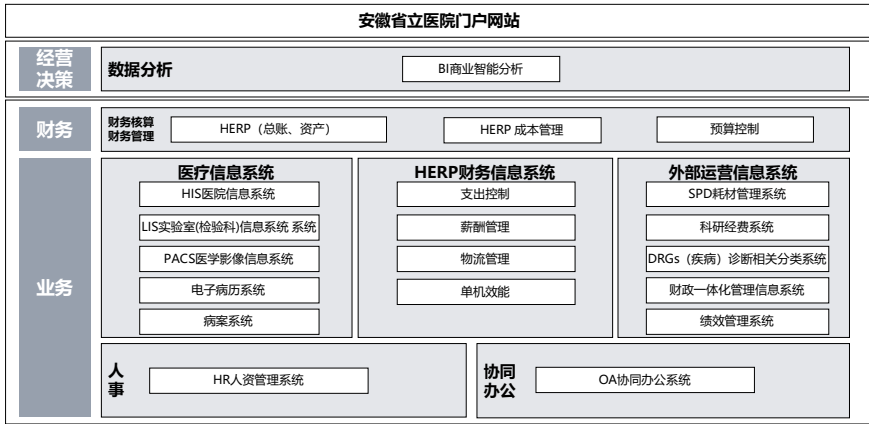 安徽省立医院门户网站
经营
决策
数据分析
BI商业智能分析
财务
财务核算
财务管理
HERP（总账、资产）
HERP 成本管理
预算控制
业务
医疗信息系统
HIS医院信息系统
LIS实验室(检验科)信息系统 系统
PACS医学影像信息系统
电子病历系统
病案系统
HERP财务信息系统
支出控制
薪酬管理
物流管理
单机效能
外部运营信息系统
SPD耗材管理系统
科研经费系统
DRGs（疾病）诊断相关分类系统
财政一体化管理信息系统
绩效管理系统
人
事
HR人资管理系统
协同
办公
OA协同办公系统